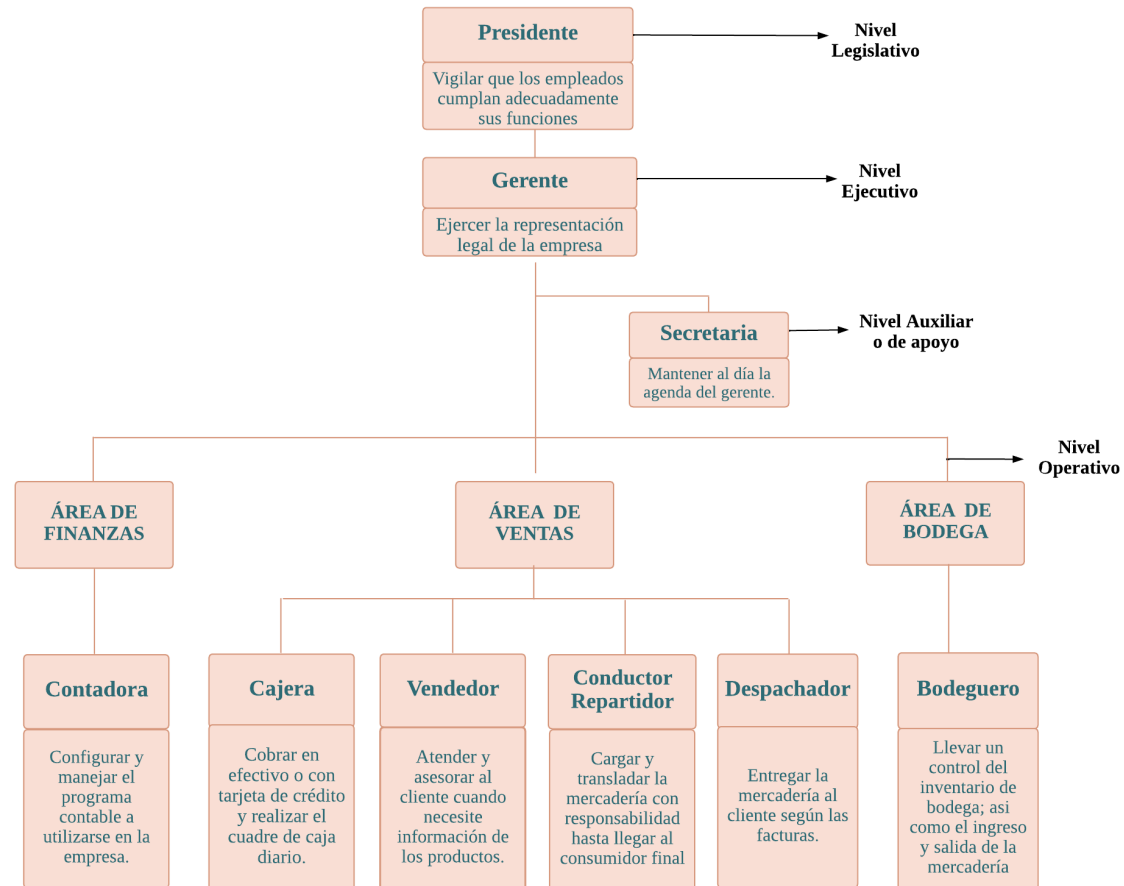 Presidente
Nivel
Legislativo
Vigilar que los empleados
cumplan adecuadamente
sus funciones
Gerente
Nivel
Ejecutivo
Ejercer la representación
legal de la empresa
Secretaria
Nivel Auxiliar
o de apoyo
Mantener al día la
agenda del gerente.
Nivel
Operativo
ÁREA DE
FINANZAS
ÁREA DE
VENTAS
ÁREA DE
BODEGA
Contadora
Configurar y
manejar el
programa
contable a
utilizarse en la
empresa.
Cajera
Cobrar en
efectivo o con
tarjeta de crédito
y realizar el
cuadre de caja
diario.
Vendedor
Atender y
asesorar al
cliente cuando
necesite
información de
los productos.
Conductor
Repartidor
Cargar y
transladar la
mercadería con
responsabilidad
hasta llegar al
consumidor final
Despachador
Entregar la
mercadería al
cliente según las
facturas.
Bodeguero
Llevar un
control del
inventario de
bodega; asi
como el ingreso
y salida de la
mercadería